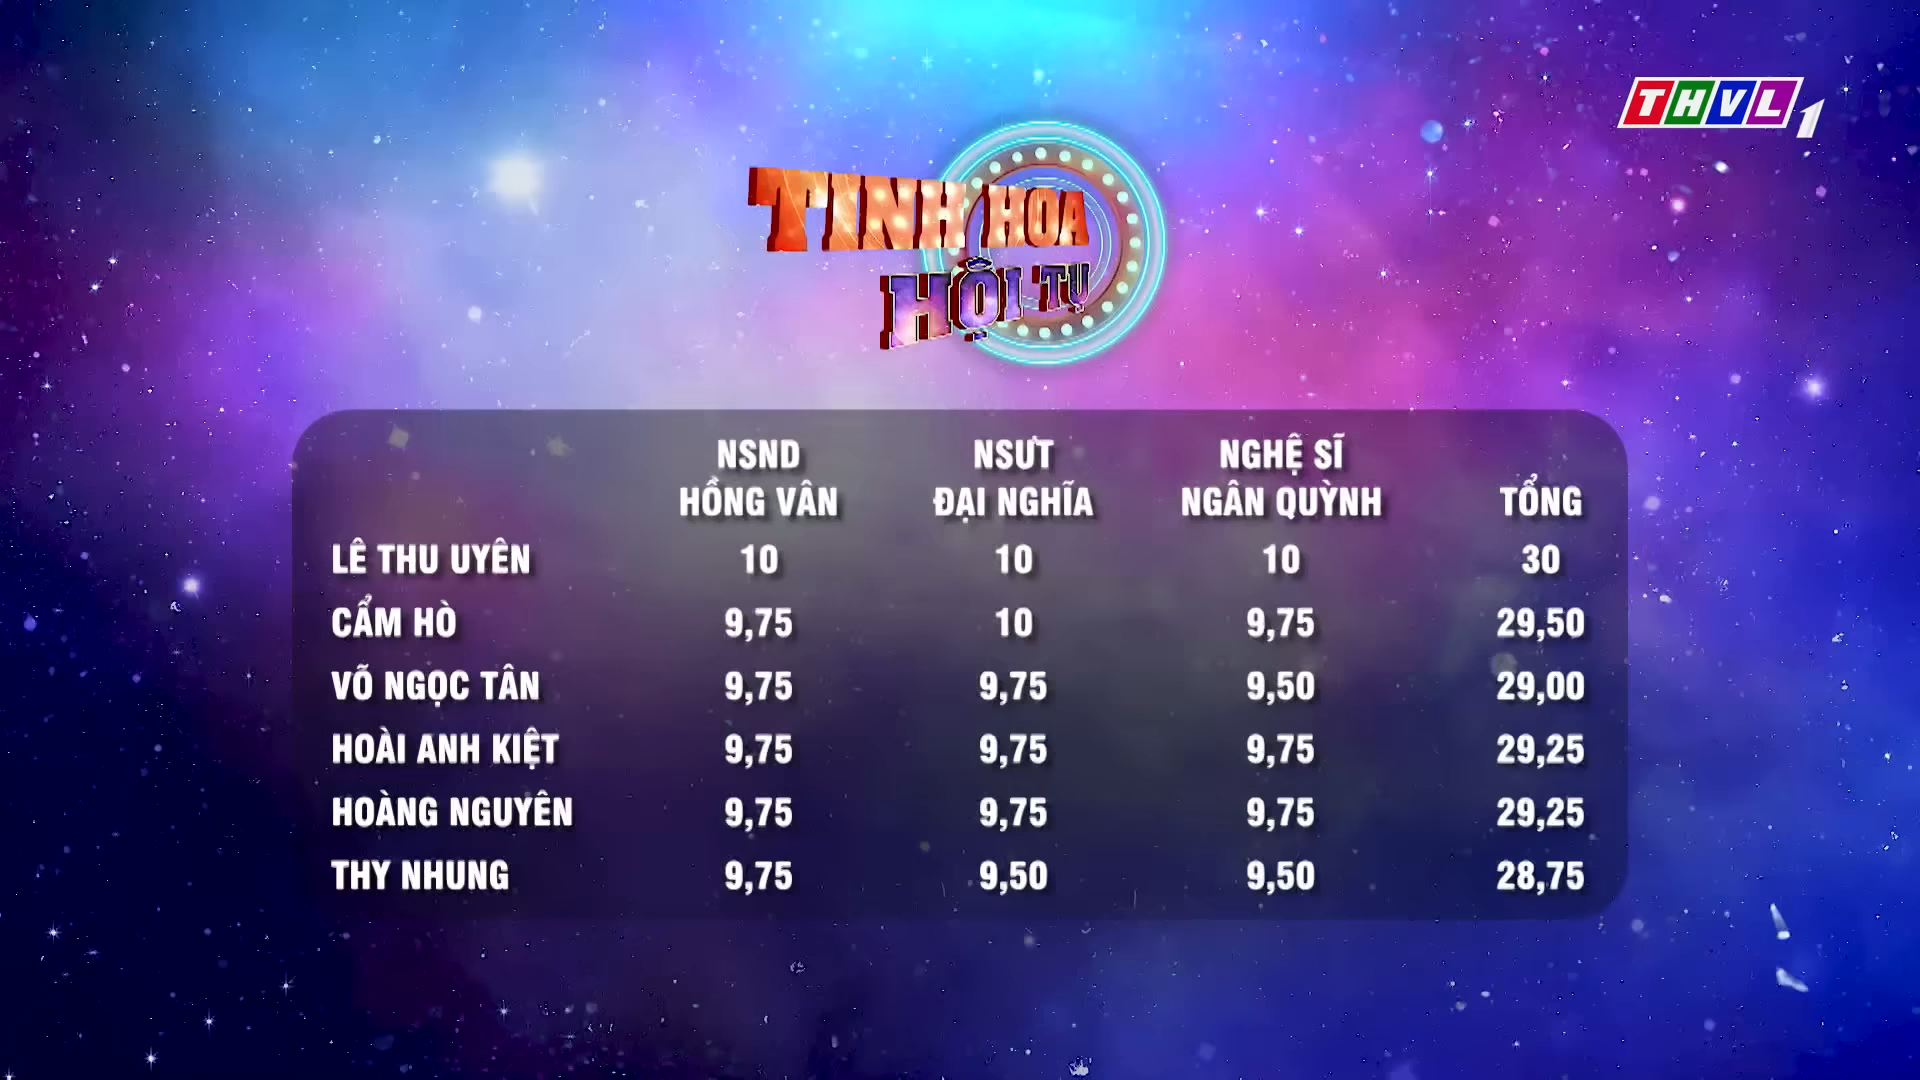 THVL1
TINH HOA
HỘI TỤ
NSND NSƯT NGHỆ SĨ
HỒNG VÂN ĐẠI NGHĨA NGÂN QUỲNH TỔNG
LÊ THU UYÊN 10 10 10 30
CẨM HÒ 9,75 10 9,75 29,50
VÕ NGỌC TÂN 9,75 9,75 9,50 29,00
HOÀI ANH KIỆT 9,75 9,75 9,75 29,25
HOÀNG NGUYÊN 9,75 9,75 9,75 29,25
THY NHUNG 9,75 9,50 9,50 28,75